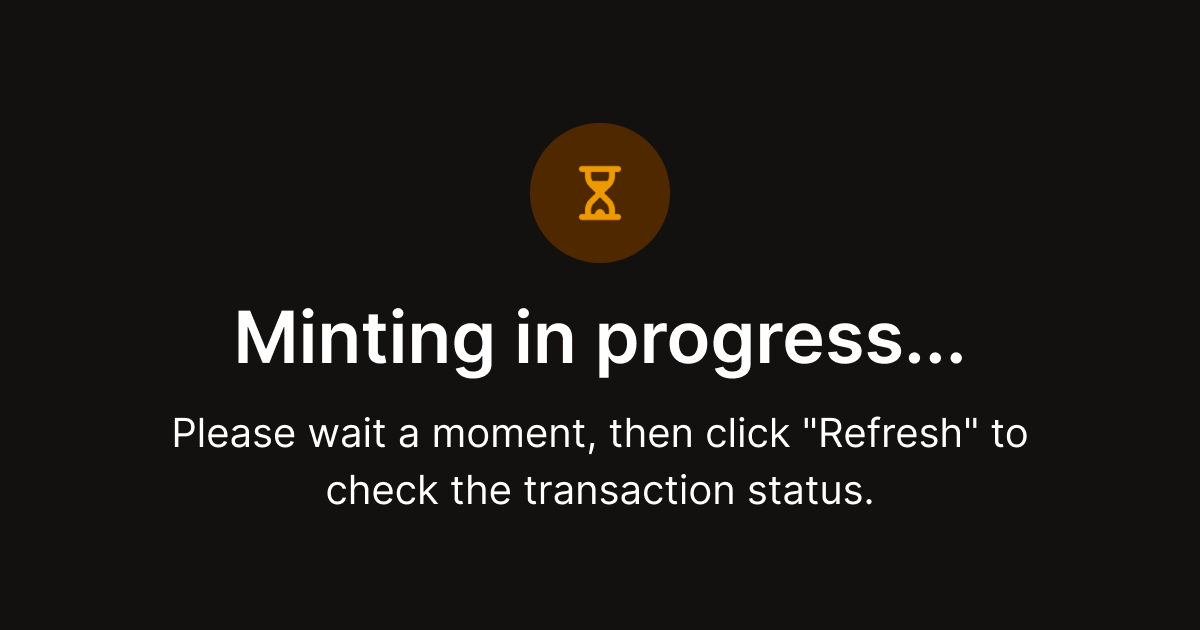 Minting in progress...
Please wait a moment, then click "Refresh" to
check the transaction status.